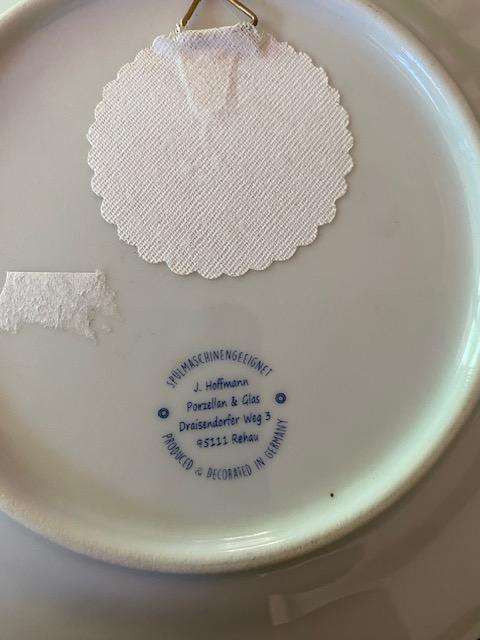 SPÜLMASCHINENGEEIGNET
J. Hoffmann
Porzellan & Glas
Draisendorfer Weg 3
95111 Rehau
PRODUCED & DECORATED IN GERMANY